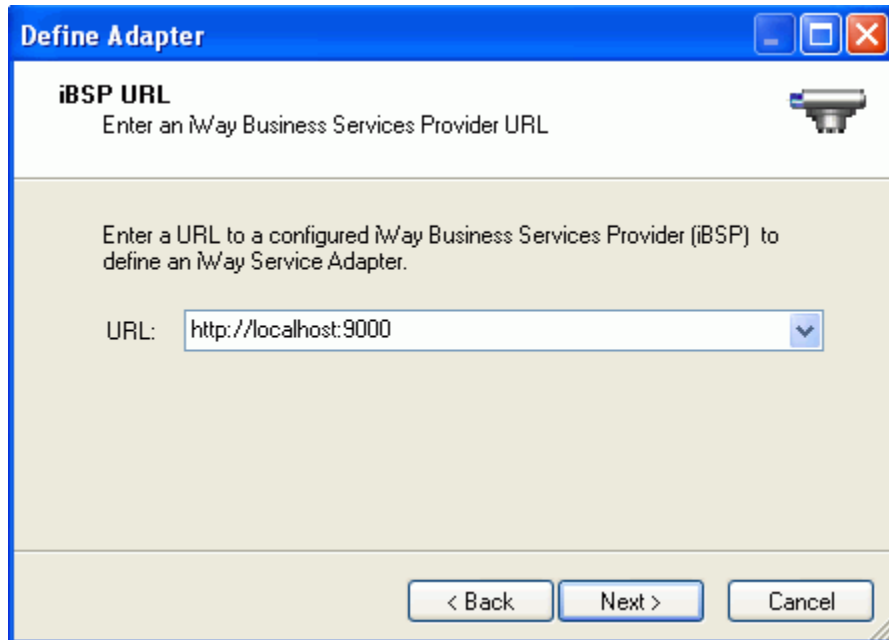 Define Adapter
iBSP URL
Enter an iWay Business Services Provider URL
Enter a URL to a configured iWay Business Services Provider (iBSP) to
define an iWay Service Adapter.
URL: http://localhost:9000
< Back Next > Cancel